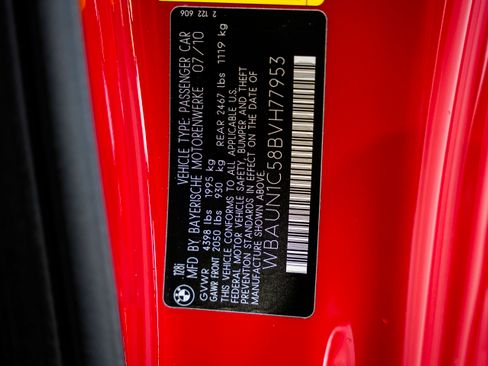 2 122 606
VEHICLE TYPE: PASSENGER CAR
128i MFD BY BAYERISCHE MOTORENWERKE 07/10
GVWR 4398 lbs 1995 kg
GAWR FRONT 2050 lbs 930 kg REAR 2467 lbs 1119 kg
THIS VEHICLE CONFORMS TO ALL APPLICABLE U.S.
FEDERAL MOTOR VEHICLE SAFETY, BUMPER AND THEFT
PREVENTION STANDARDS IN EFFECT ON THE DATE OF
MANUFACTURE SHOWN ABOVE.
WBAUN1C58BVH77953